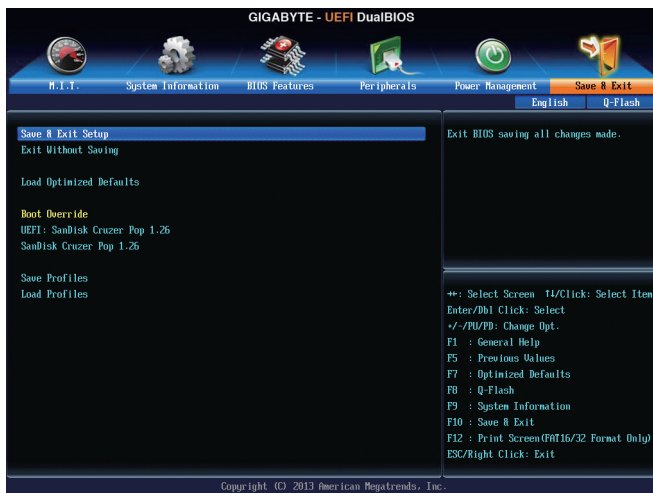 GIGABYTE - UEFI DualBIOS
M.I.T. System Information BIOS Features Peripherals Power Management Save & Exit
English Q-Flash
Save & Exit Setup
Exit Without Saving
Load Optimized Defaults
Boot Override
UEFI: SanDisk Cruzer Pop 1.26
SanDisk Cruzer Pop 1.26
Save Profiles
Load Profiles
Exit BIOS saving all changes made.
→←: Select Screen ↑↓/Click: Select Item
Enter/Dbl Click: Select
+/-/PU/PD: Change Opt.
F1 : General Help
F5 : Previous Values
F7 : Optimized Defaults
F8 : Q-Flash
F9 : System Information
F10 : Save & Exit
F12 : Print Screen(FAT16/32 Format Only)
ESC/Right Click: Exit
Copyright (C) 2013 American Megatrends, Inc.